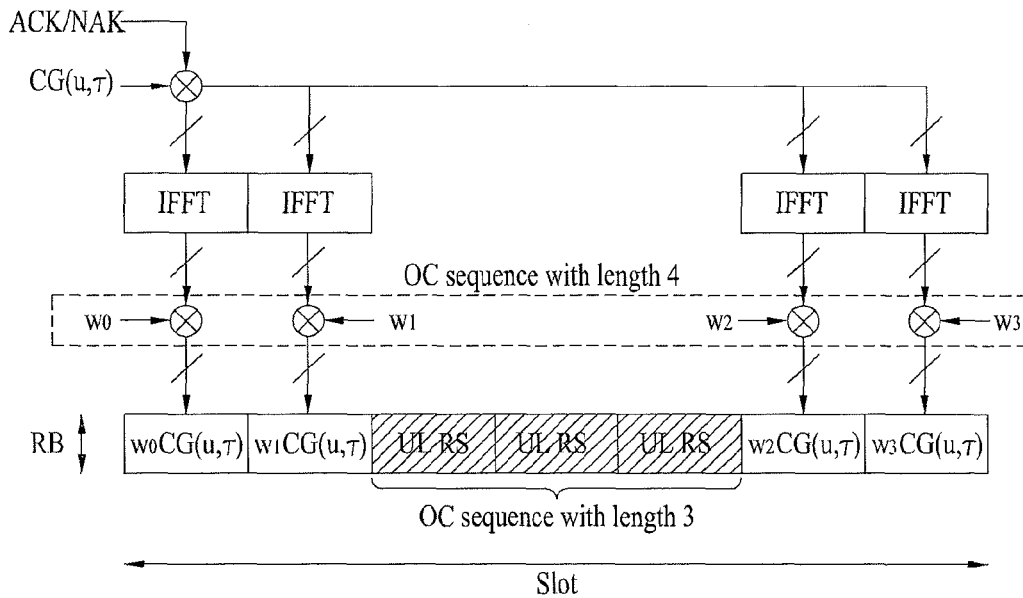 ACK/NAK
CG(u,τ)
IFFT IFFT IFFT IFFT
OC sequence with length 4
w0 w1 w2 w3
RB w0CG(u,τ) w1CG(u,τ) UL RS UL RS UL RS w2CG(u,τ) w3CG(u,τ)
OC sequence with length 3
Slot